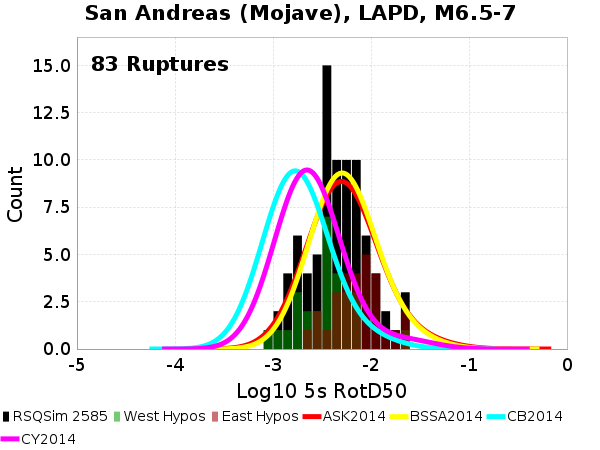 San Andreas (Mojave), LAPD, M6.5-7
83 Ruptures
15.0
12.5
10.0
7.5
5.0
2.5
0.0
Count
-5 -4 -3 -2 -1 0
Log10 5s RotD50
RSQSim 2585 West Hypos East Hypos ASK2014 BSSA2014 CB2014
CY2014